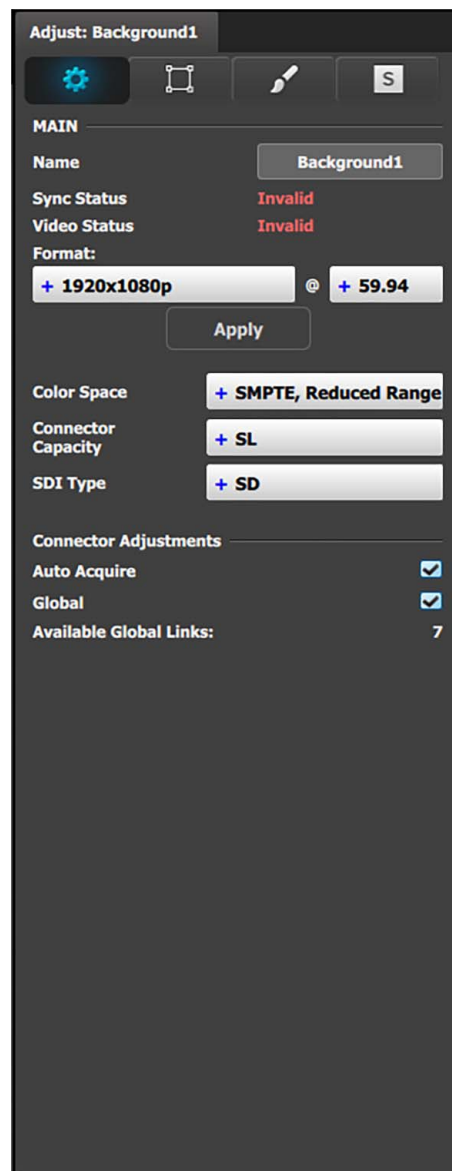 Adjust: Background1
S
MAIN
Name Background1
Sync Status Invalid
Video Status Invalid
Format:
+ 1920x1080p @ + 59.94
Apply
Color Space + SMPTE, Reduced Range
Connector
Capacity + SL
SDI Type + SD
Connector Adjustments
Auto Acquire
Global
Available Global Links: 7